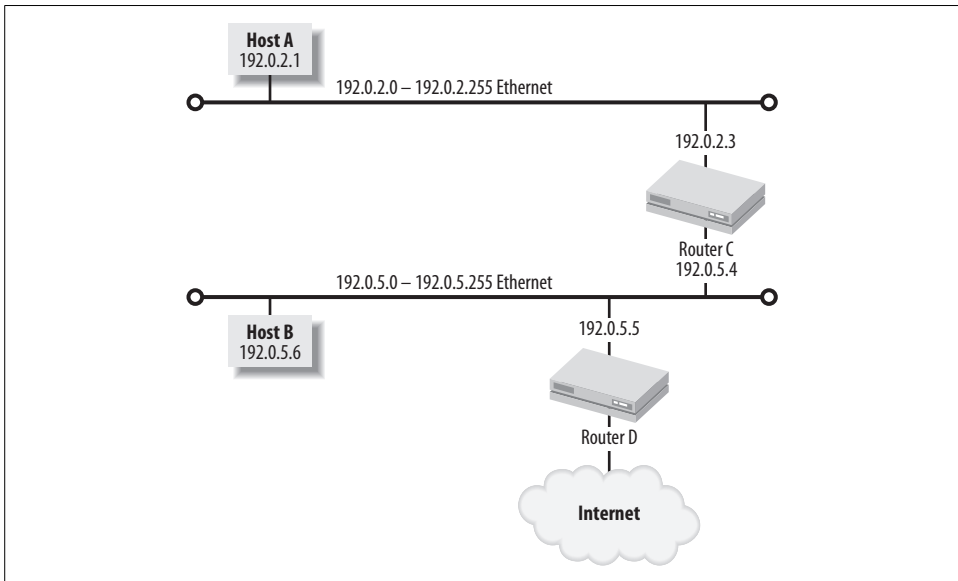 Host A
192.0.2.1
192.0.2.0 – 192.0.2.255 Ethernet
192.0.2.3
Router C
192.0.5.4
192.0.5.0 – 192.0.5.255 Ethernet
Host B
192.0.5.6
192.0.5.5
Router D
Internet